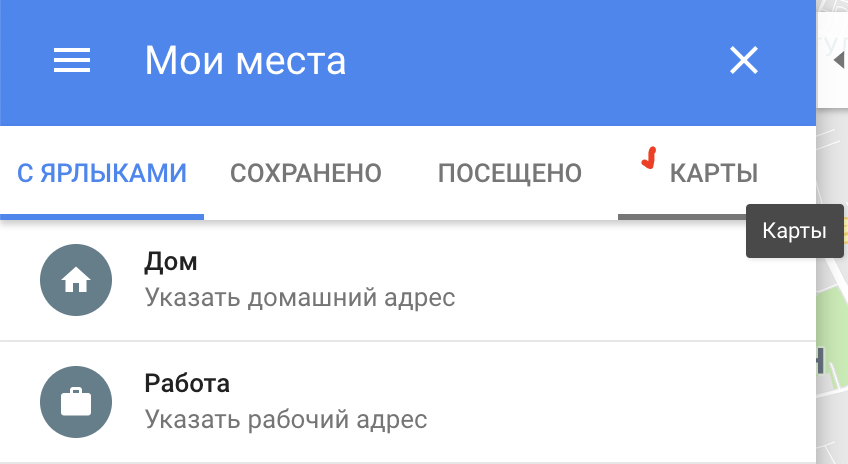 Мои места
С ЯРЛЫКАМИ СОХРАНЕНО ПОСЕЩЕНО КАРТЫ
Карты
Дом
Указать домашний адрес
Работа
Указать рабочий адрес